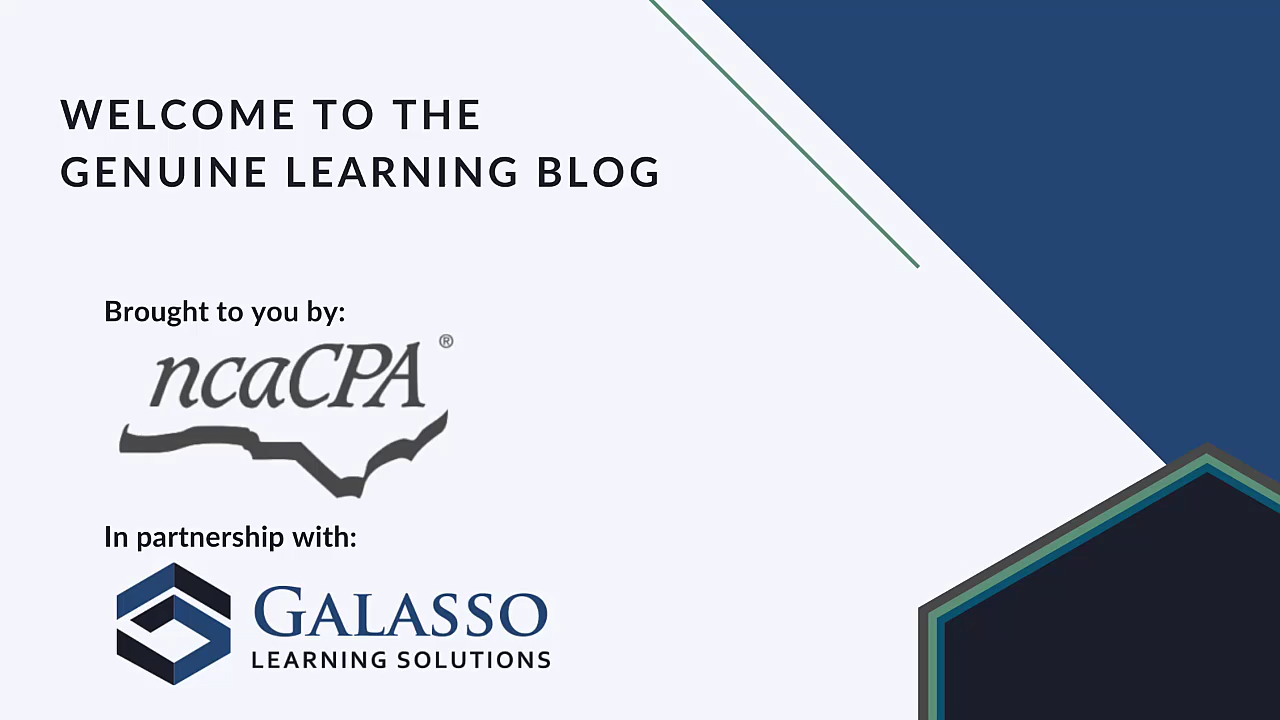 WELCOME TO THE
GENUINE LEARNING BLOG
Brought to you by:
ncaCPA®
In partnership with:
GALASSO
LEARNING SOLUTIONS